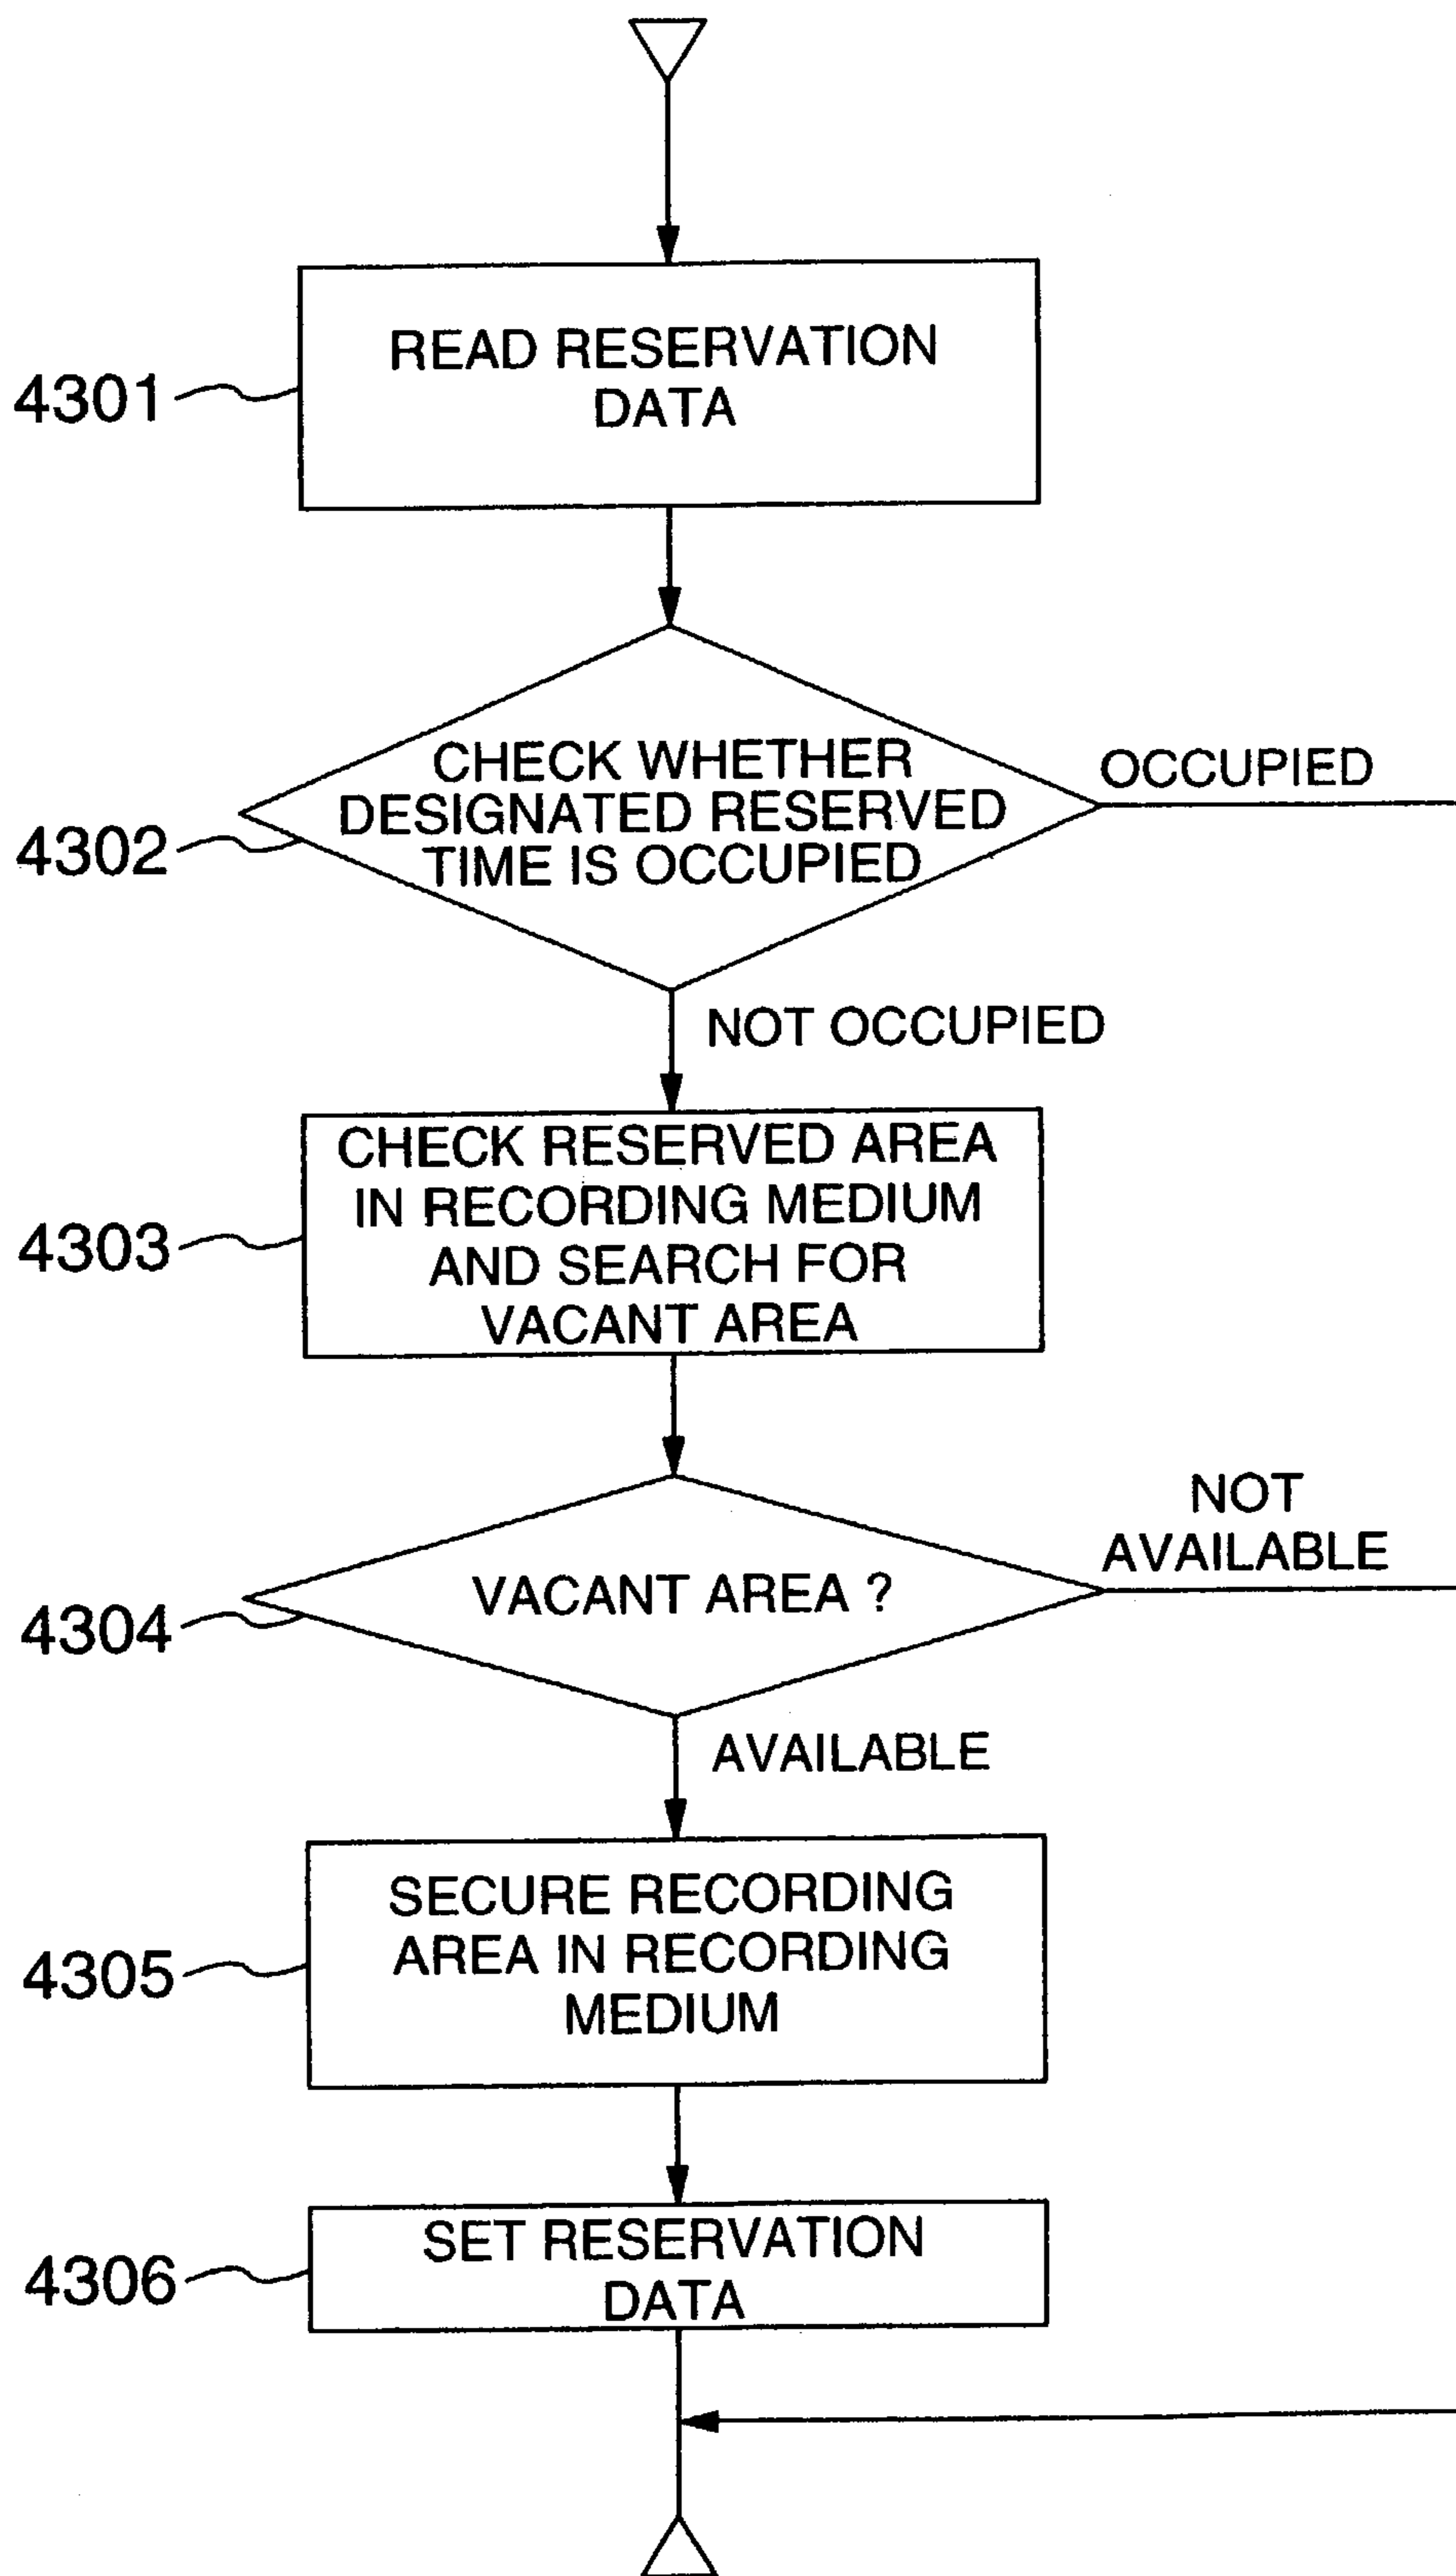 READ RESERVATION
DATA
4301
CHECK WHETHER
DESIGNATED RESERVED
TIME IS OCCUPIED
OCCUPIED
4302
NOT OCCUPIED
CHECK RESERVED AREA
IN RECORDING MEDIUM
AND SEARCH FOR
VACANT AREA
4303
NOT
AVAILABLE
VACANT AREA ?
4304
AVAILABLE
SECURE RECORDING
AREA IN RECORDING
MEDIUM
4305
SET RESERVATION
DATA
4306